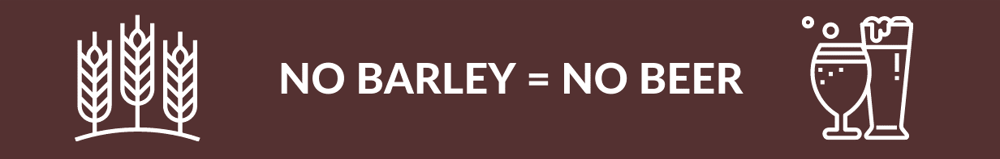 NO BARLEY = NO BEER